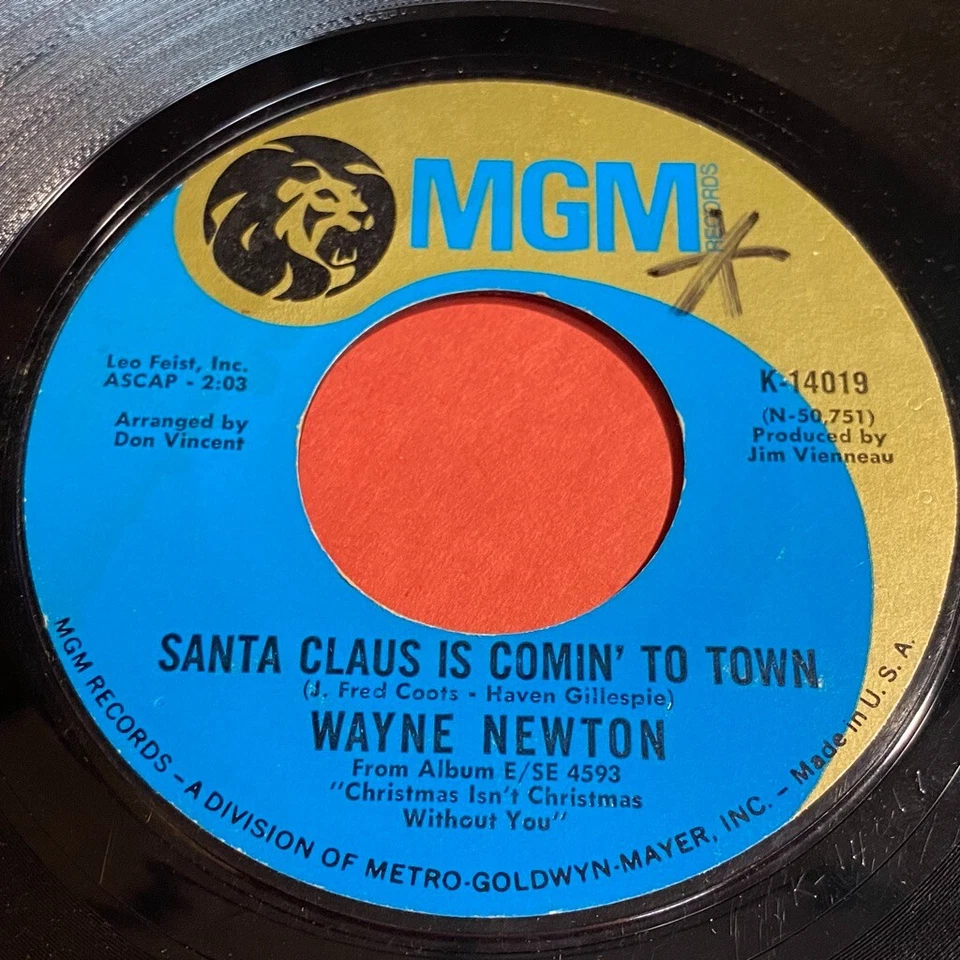 MGM RECORDS
Leo Feist, Inc.
ASCAP - 2:03
Arranged by
Don Vincent
K-14019
(N-50,751)
Produced by
Jim Vienneau
SANTA CLAUS IS COMIN' TO TOWN
(J. Fred Coots - Haven Gillespie)
WAYNE NEWTON
From Album E/SE 4593
"Christmas Isn't Christmas
Without You"
MGM RECORDS – A DIVISION OF METRO-GOLDWYN-MAYER, INC. – Made in U. S. A.